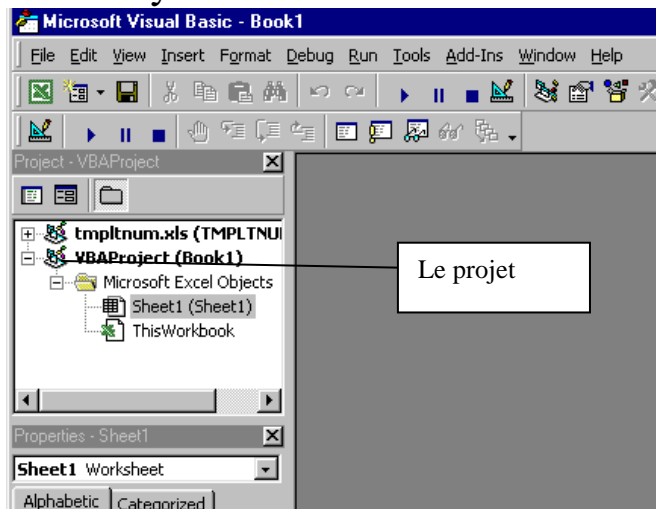 Microsoft Visual Basic - Book1
File Edit View Insert Format Debug Run Tools Add-Ins Window Help
Project - VBAProject
tmpltnum.xls (TMPLTNU
VBAProject (Book1)
Microsoft Excel Objects
Sheet1 (Sheet1)
ThisWorkbook
Le projet
Properties - Sheet1
Sheet1 Worksheet
Alphabetic Categorized